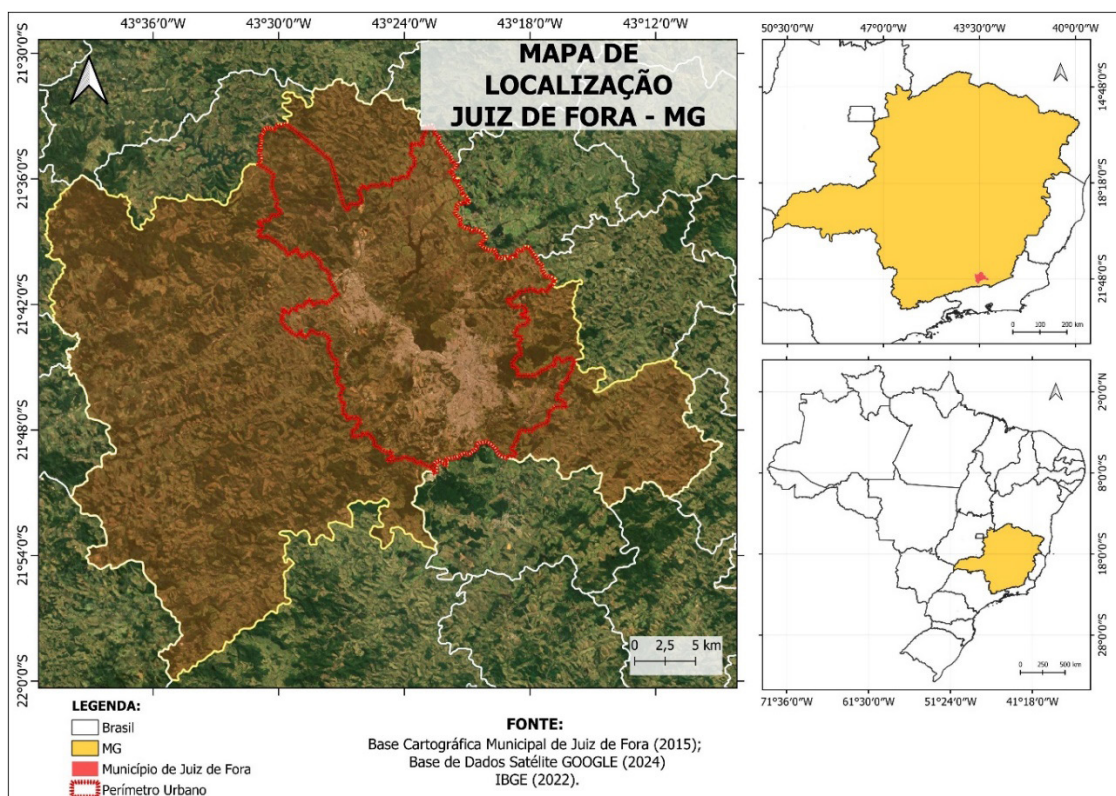 MAPA DE
LOCALIZAÇÃO
JUIZ DE FORA - MG
43°36'0"S 43°30'0"S 43°24'0"S 43°18'0"S 43°12'0"S
21°30'0"S
21°36'0"S
21°42'0"S
21°48'0"S
21°54'0"S
22°0'0"S
0 2,5 5 km
50°30'0"S 47°0'0"S 43°30'0"S 40°0'0"S
14°48'0"S
18°18'0"S
21°48'0"S
0 100 200 km
2°0'0"N
8°0'0"S
18°0'0"S
28°0'0"S
0 250 500 km
71°36'0"S 61°30'0"S 51°24'0"S 41°18'0"S
LEGENDA:
Brasil
MG
Município de Juiz de Fora
Perímetro Urbano
FONTE:
Base Cartográfica Municipal de Juiz de Fora (2015);
Base de Dados Satélite GOOGLE (2024)
IBGE (2022).